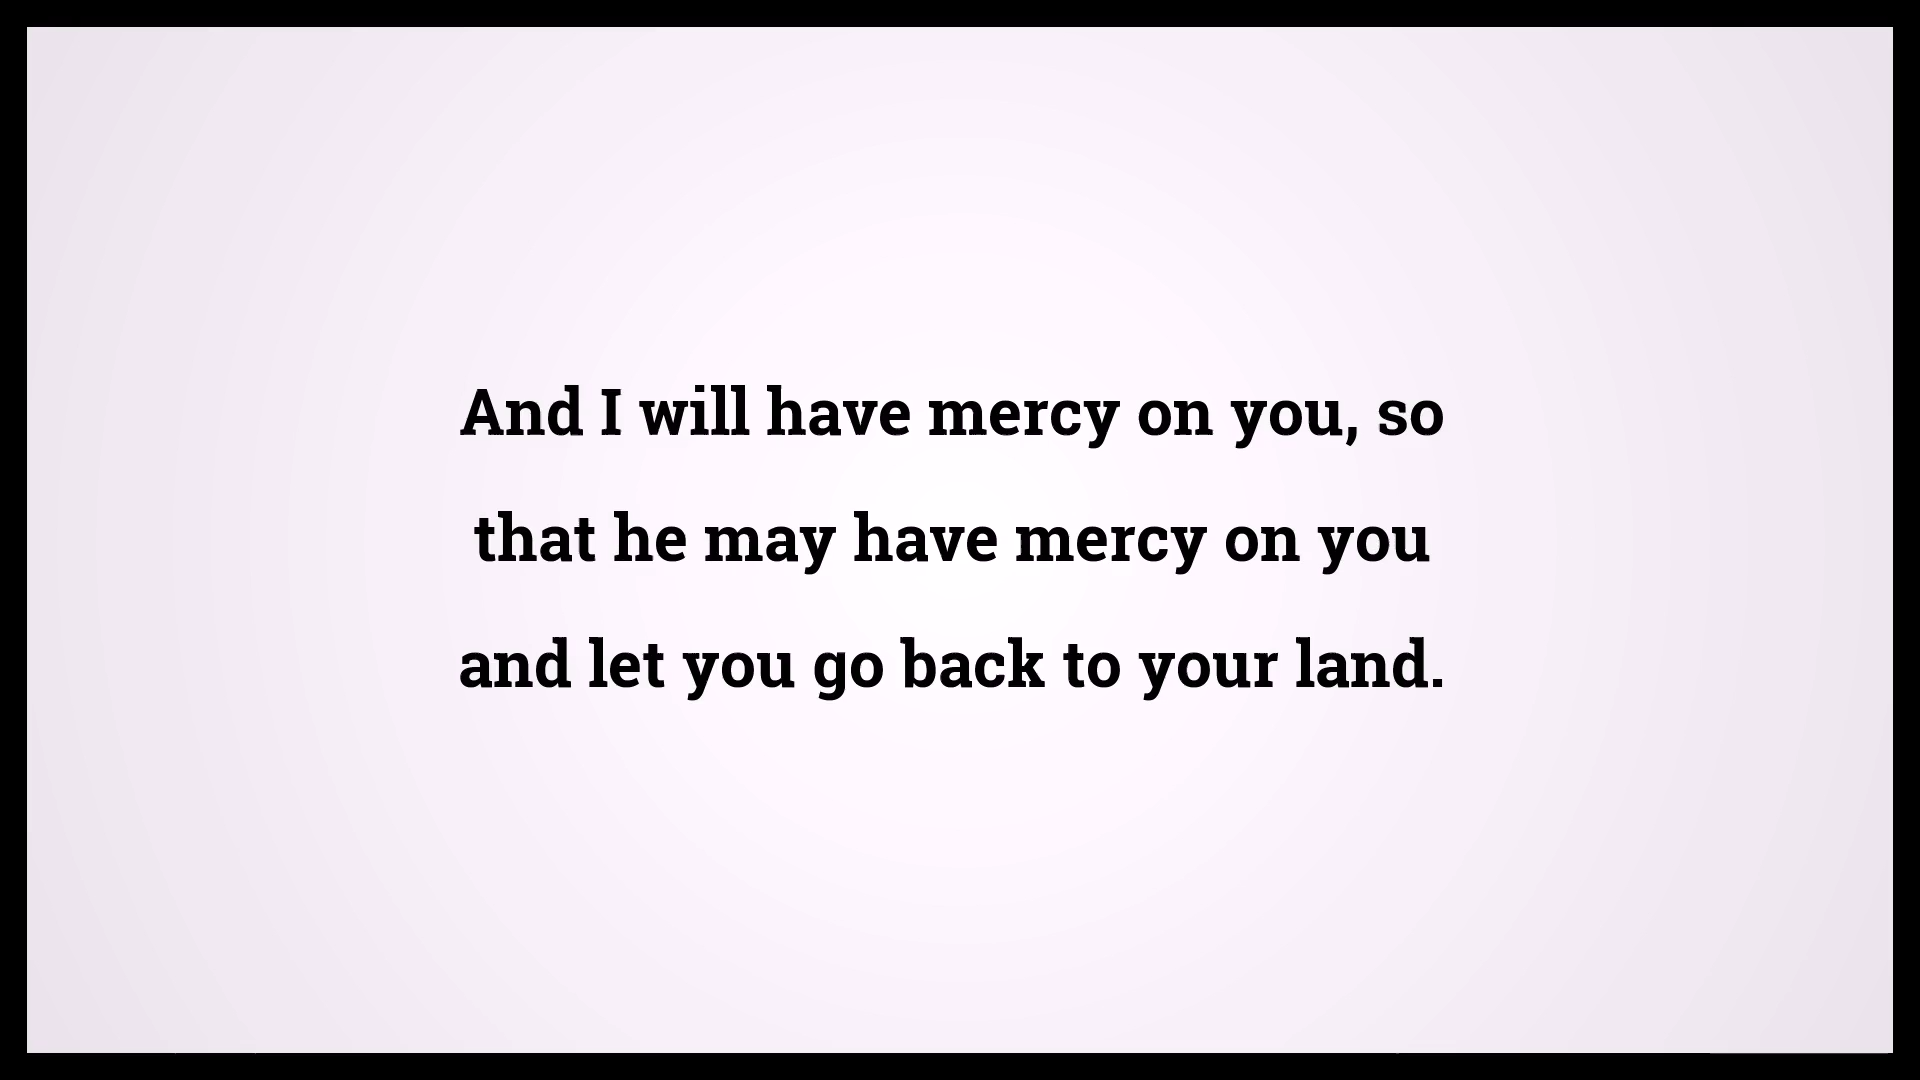 And I will have mercy on you, so
that he may have mercy on you
and let you go back to your land.